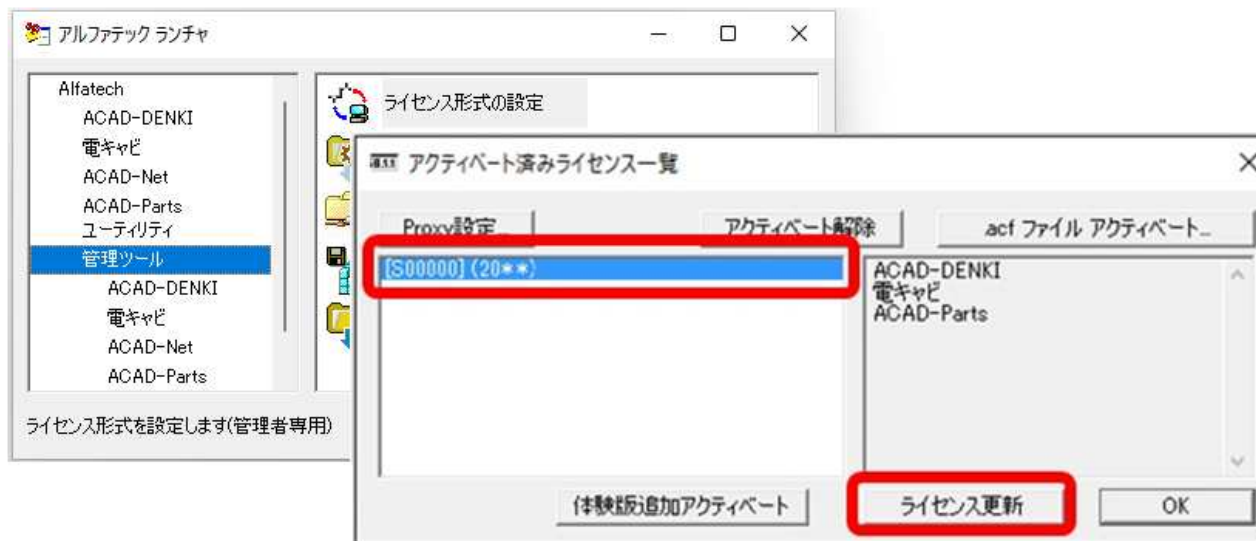 アルファテック ランチャ
Alfatech
ACAD-DENKI
電キャビ
ACAD-Net
ACAD-Parts
ユーティリティ
管理ツール
ACAD-DENKI
電キャビ
ACAD-Net
ACAD-Parts
ライセンス形式の設定
ライセンス形式を設定します(管理者専用)
アクティベート済みライセンス一覧
Proxy設定...
アクティベート解除
acf ファイル アクティベート...
[S00000] (20**)
ACAD-DENKI
電キャビ
ACAD-Parts
体験版追加アクティベート
ライセンス更新
OK